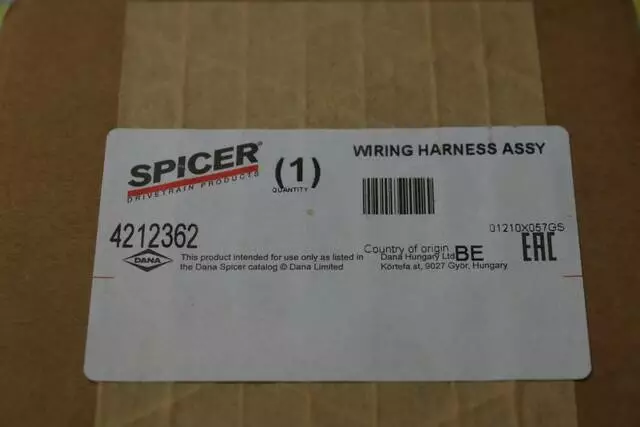 SPICER®
DRIVETRAIN PRODUCTS
(1)
QUANTITY
WIRING HARNESS ASSY
4212362
01210X057GS
DANA
This product intended for use only as listed in
the Dana Spicer catalog © Dana Limited
Country of origin BE
Dana Hungary Ltd
Körtefa st, 9027 Győr, Hungary
EAC